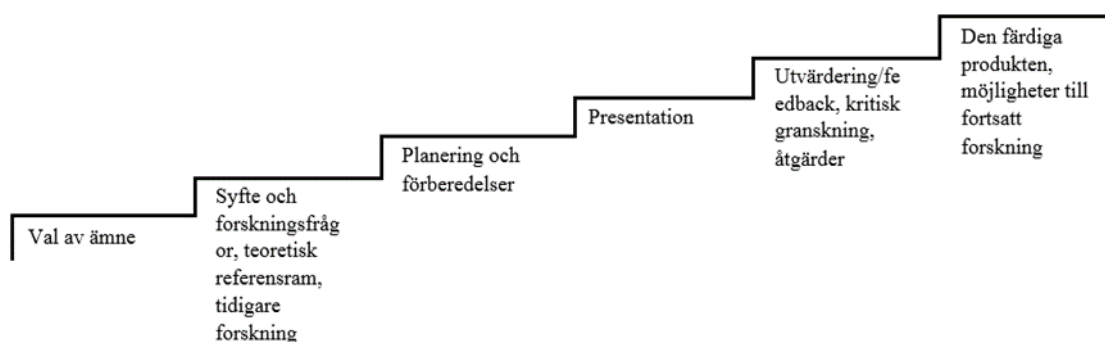 Val av ämne
Syfte och
forskningsfråg
or, teoretisk
referensram,
tidigare
forskning
Planering och
förberedelser
Presentation
Utvärdering/fe
edback, kritisk
granskning,
åtgärder
Den färdiga
produkten,
möjligheter till
fortsatt
forskning